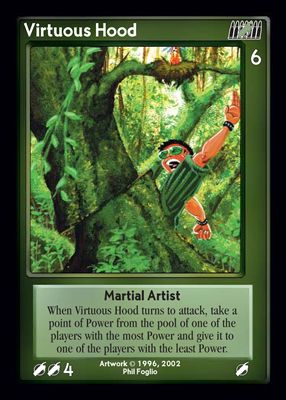 Virtuous Hood
6
Martial Artist
When Virtuous Hood turns to attack, take a
point of Power from the pool of one of the
players with the most Power and give it to
one of the players with the least Power.
4
Artwork © 1996, 2002
Phil Foglio